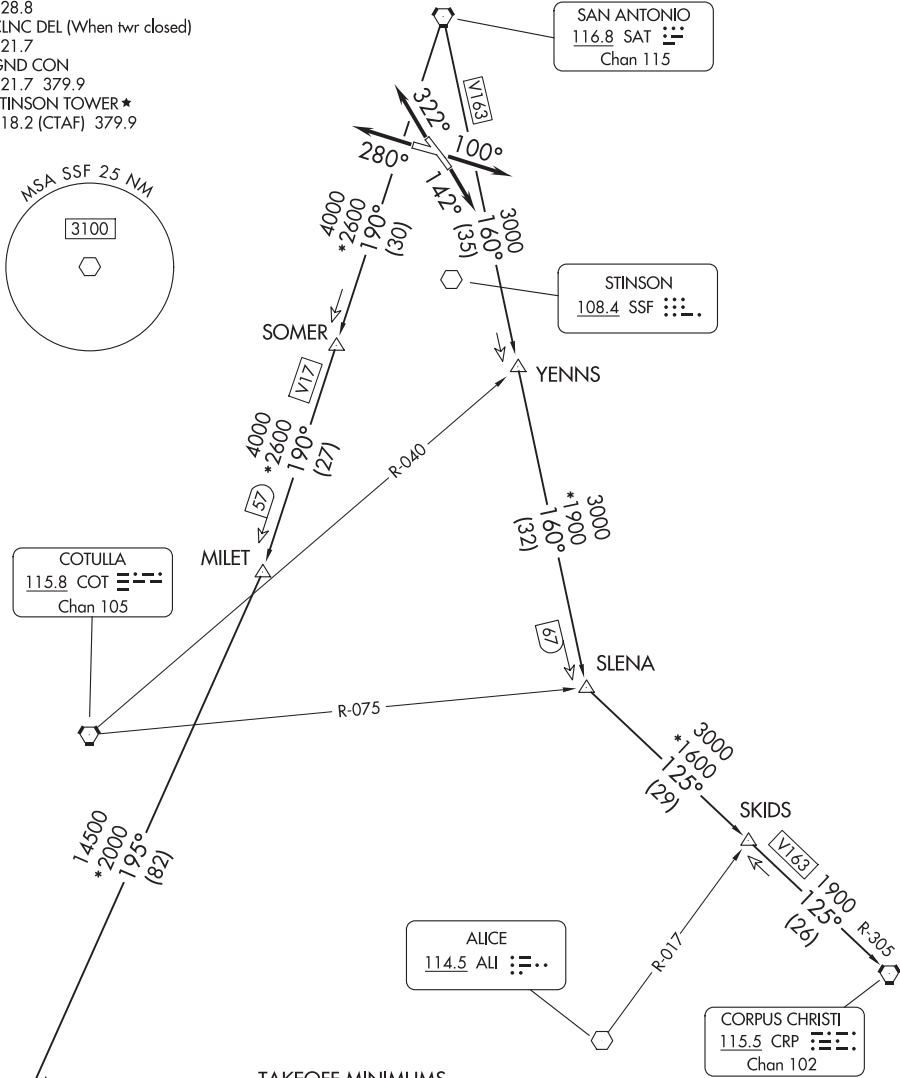 28.8
CLNC DEL (When twr closed)
21.7
GND CON
21.7 379.9
STINSON TOWER★
18.2 (CTAF) 379.9
SAN ANTONIO
116.8 SAT
Chan 115
MSA SSF 25 NM
3100
V163
322°
100°
280°
142°
4000
*2600
190°
(30)
3000
160°
(35)
STINSON
108.4 SSF
SOMER
YENNS
V17
4000
*2600
190°
(27)
R-040
57
3000
*1900
160°
(32)
MILET
COTULLA
115.8 COT
Chan 105
67
SLENA
R-075
3000
*1600
125°
(29)
SKIDS
14500
*2000
195°
(82)
V163
1900
125°
(26)
R-305
ALICE
114.5 ALI
R-017
CORPUS CHRISTI
115.5 CRP
Chan 102
TAKEOFF MINIMUMS